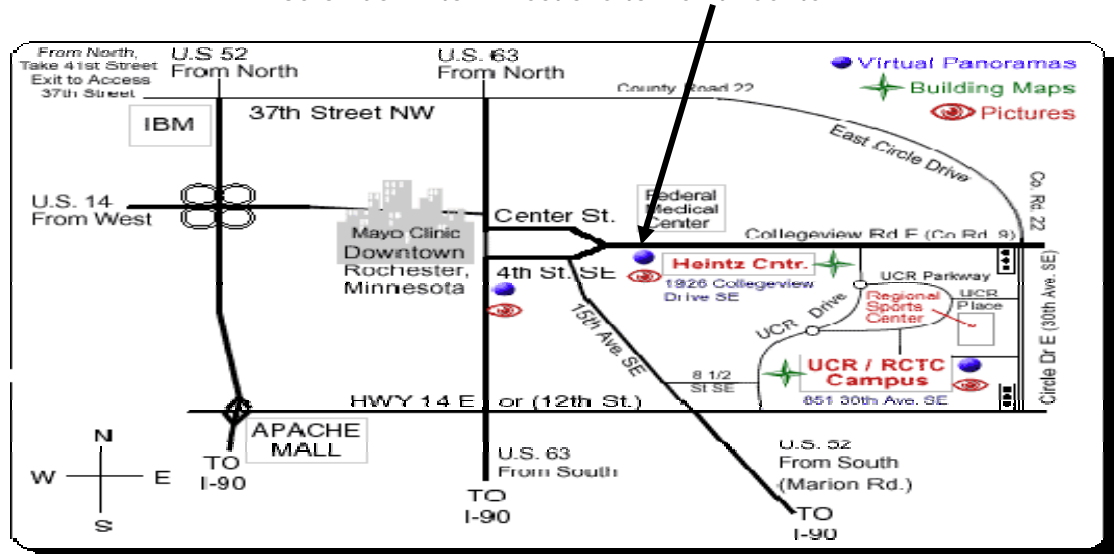 From North,
Take 41st Street
Exit to Access
37th Street
U.S 52
From North
U.S. 63
From North
Virtual Panoramas
Building Maps
Pictures
County Road 22
IBM
37th Street NW
East Circle Drive
Co. Rd. 22
U.S. 14
From West
Mayo Clinic
Downtown
Rochester,
Minnesota
Center St.
Federal
Medical
Center
Collegeview Rd E (Co Rd. 9)
4th St. SE
Heintz Cntr.
1926 Collegeview
Drive SE
UCR Parkway
UCR
Place
Regional
Sports
Center
UCR Drive
15th Ave. SE
8 1/2
St SE
UCR / RCTC
Campus
851 30th Ave. SE
Circle Dr E (30th Ave. SE)
HWY 14 E or (12th St.)
APACHE
MALL
TO
I-90
U.S. 63
From South
TO
I-90
U.S. 52
From South
(Marion Rd.)
TO
I-90
N
W E
S